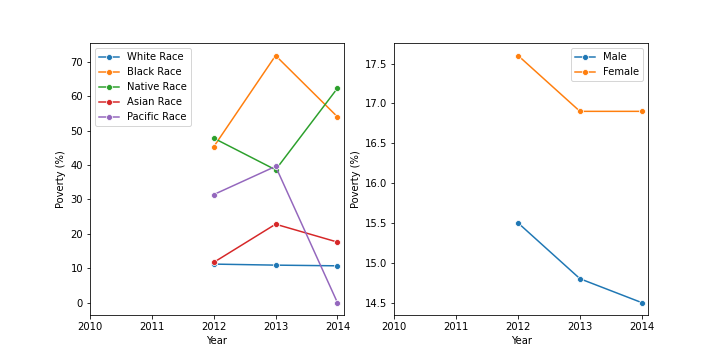 White Race
Black Race
Native Race
Asian Race
Pacific Race
Poverty (%)
70
60
50
40
30
20
10
0
2010 2011 2012 2013 2014
Year
Male
Female
Poverty (%)
17.5
17.0
16.5
16.0
15.5
15.0
14.5
2010 2011 2012 2013 2014
Year